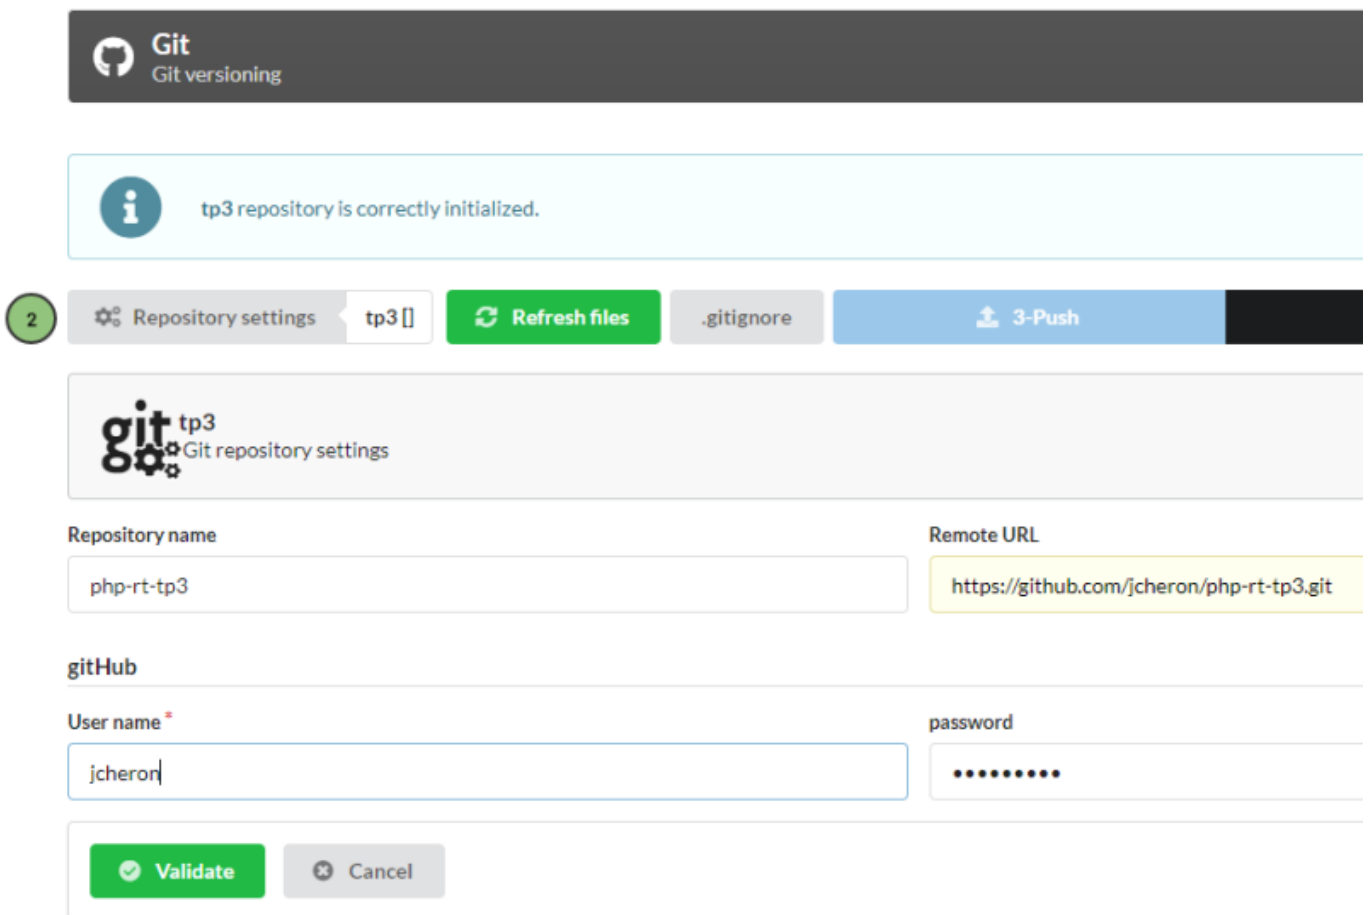 Git
Git versioning
tp3 repository is correctly initialized.
2 Repository settings tp3 [] Refresh files .gitignore 3-Push
git tp3
Git repository settings
Repository name Remote URL
php-rt-tp3 https://github.com/jcheron/php-rt-tp3.git
gitHub
User name * password
jcheron •••••••••
Validate Cancel